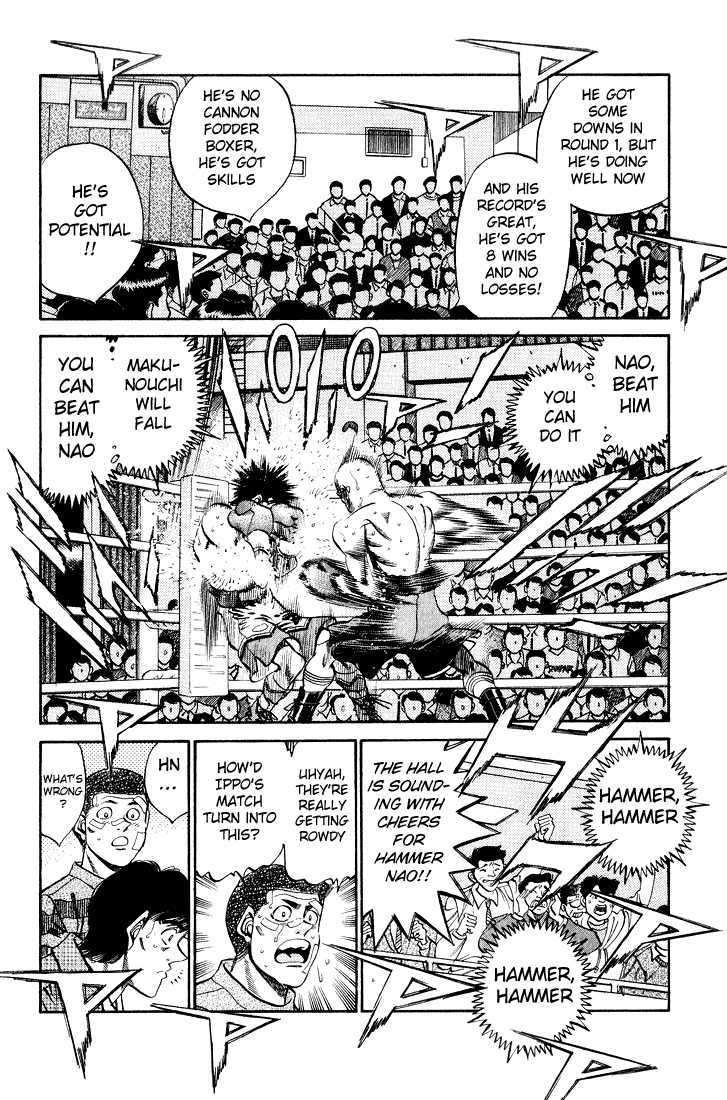 HE GOT
SOME
DOWNS IN
ROUND 1, BUT
HE'S DOING
WELL NOW
AND HIS
RECORD'S
GREAT,
HE'S GOT
8 WINS
AND NO
LOSSES!
HE'S NO
CANNON
FODDER
BOXER,
HE'S GOT
SKILLS
HE'S
GOT
POTENTIAL
!!
NAO,
BEAT
HIM
YOU
CAN
DO IT
MAKU-
NOUCHI
WILL
FALL
YOU
CAN
BEAT
HIM,
NAO
HAMMER,
HAMMER
THE HALL
IS SOUND-
ING WITH
CHEERS
FOR
HAMMER
NAO!!
HAMMER,
HAMMER
UHYAH,
THEY'RE
REALLY
GETTING
ROWDY
HOW'D
IPPO'S
MATCH
TURN INTO
THIS?
HN
...
WHAT'S
WRONG
?